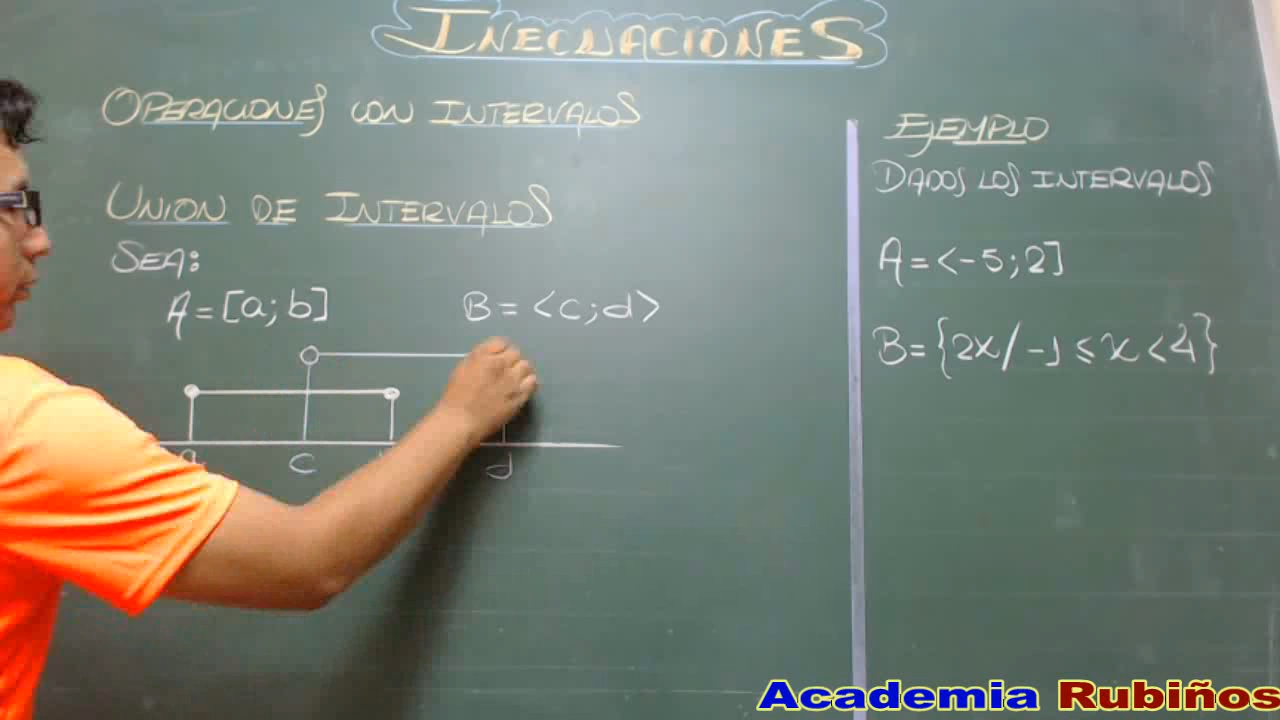 INECUACIONES
OPERACIONES CON INTERVALOS
UNION DE INTERVALOS
SEA:
A = [a; b] B = <c; d>
a c d
EJEMPLO
DADOS LOS INTERVALOS
A = <-5; 2]
B = {2x/ -1 ≤ x < 4}
Academia Rubiños